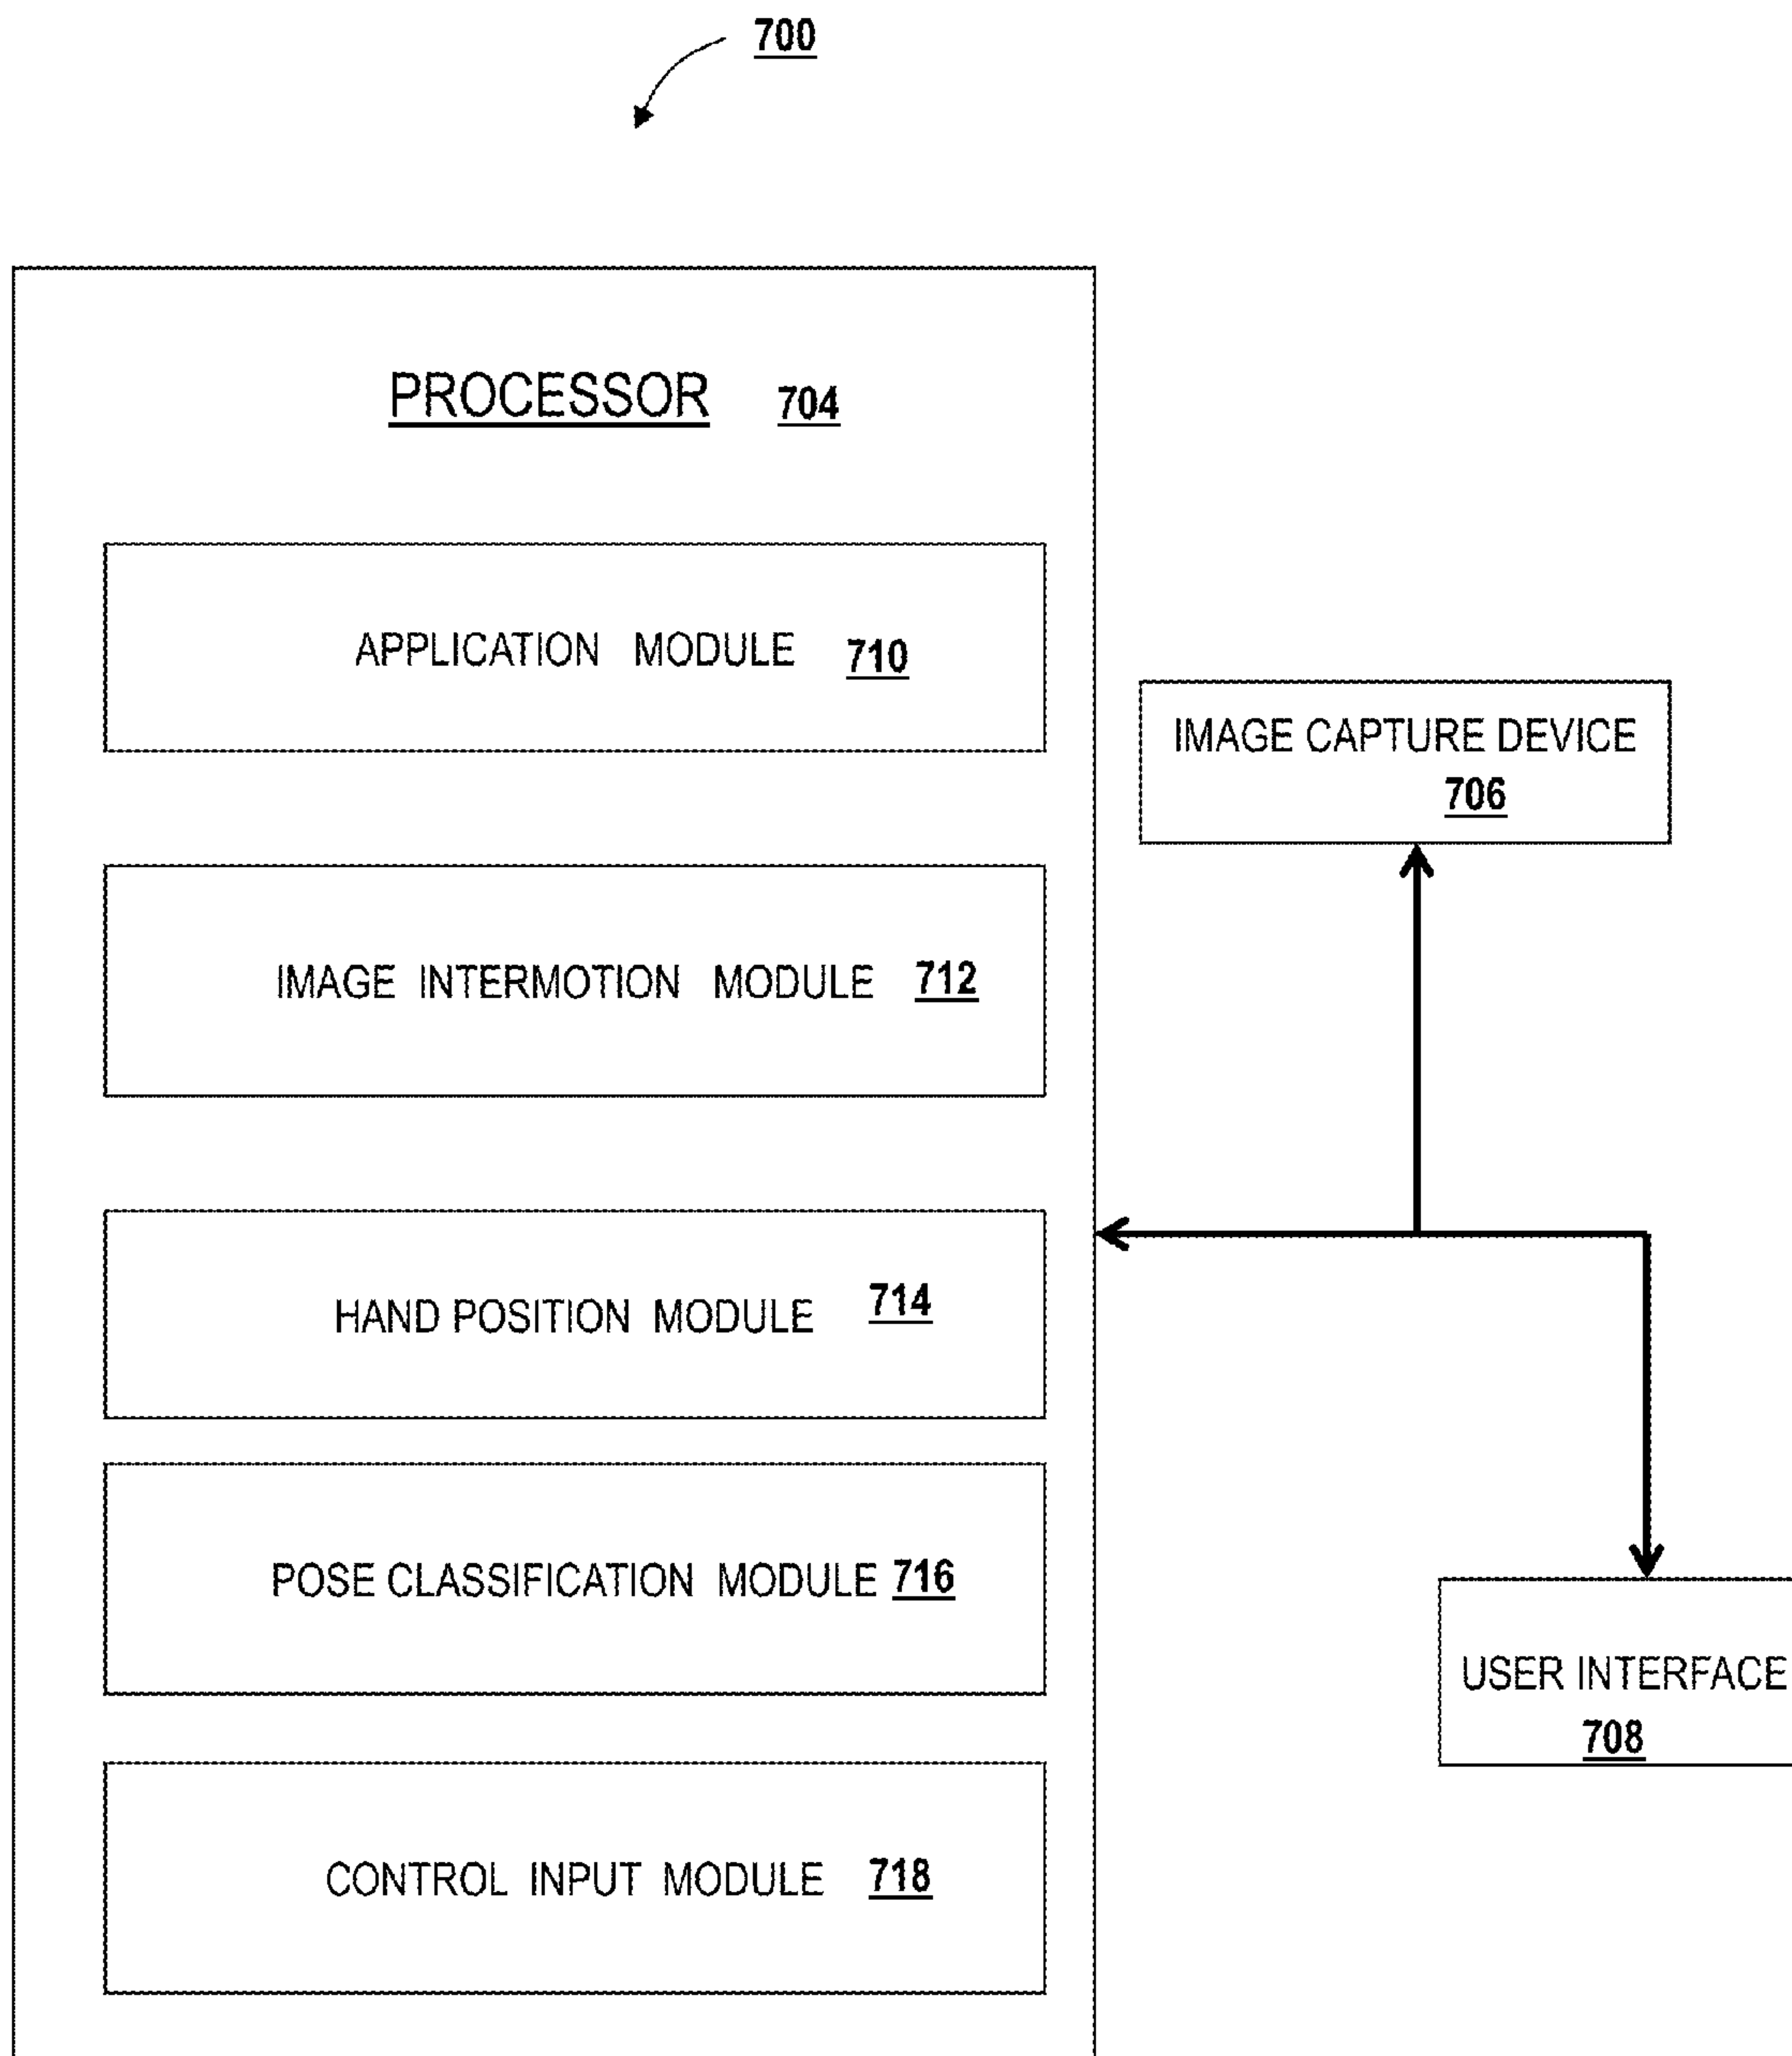 700
PROCESSOR 704
APPLICATION MODULE 710
IMAGE CAPTURE DEVICE
706
IMAGE INTERMOTION MODULE 712
HAND POSITION MODULE 714
POSE CLASSIFICATION MODULE 716
USER INTERFACE
708
CONTROL INPUT MODULE 718